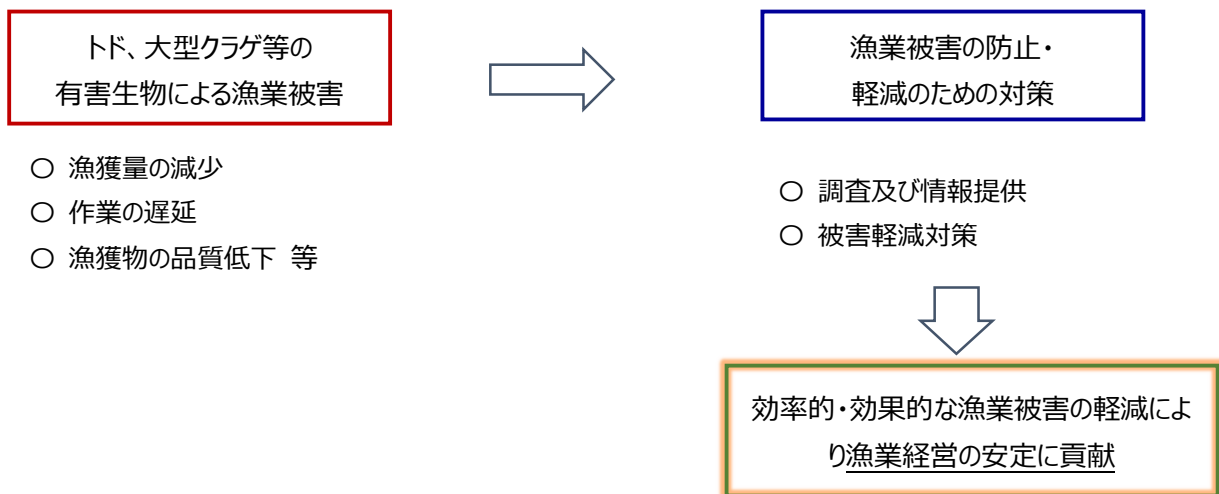 トド、大型クラゲ等の
有害生物による漁業被害
○ 漁獲量の減少
○ 作業の遅延
○ 漁獲物の品質低下 等
漁業被害の防止・
軽減のための対策
○ 調査及び情報提供
○ 被害軽減対策
効率的・効果的な漁業被害の軽減によ
り漁業経営の安定に貢献